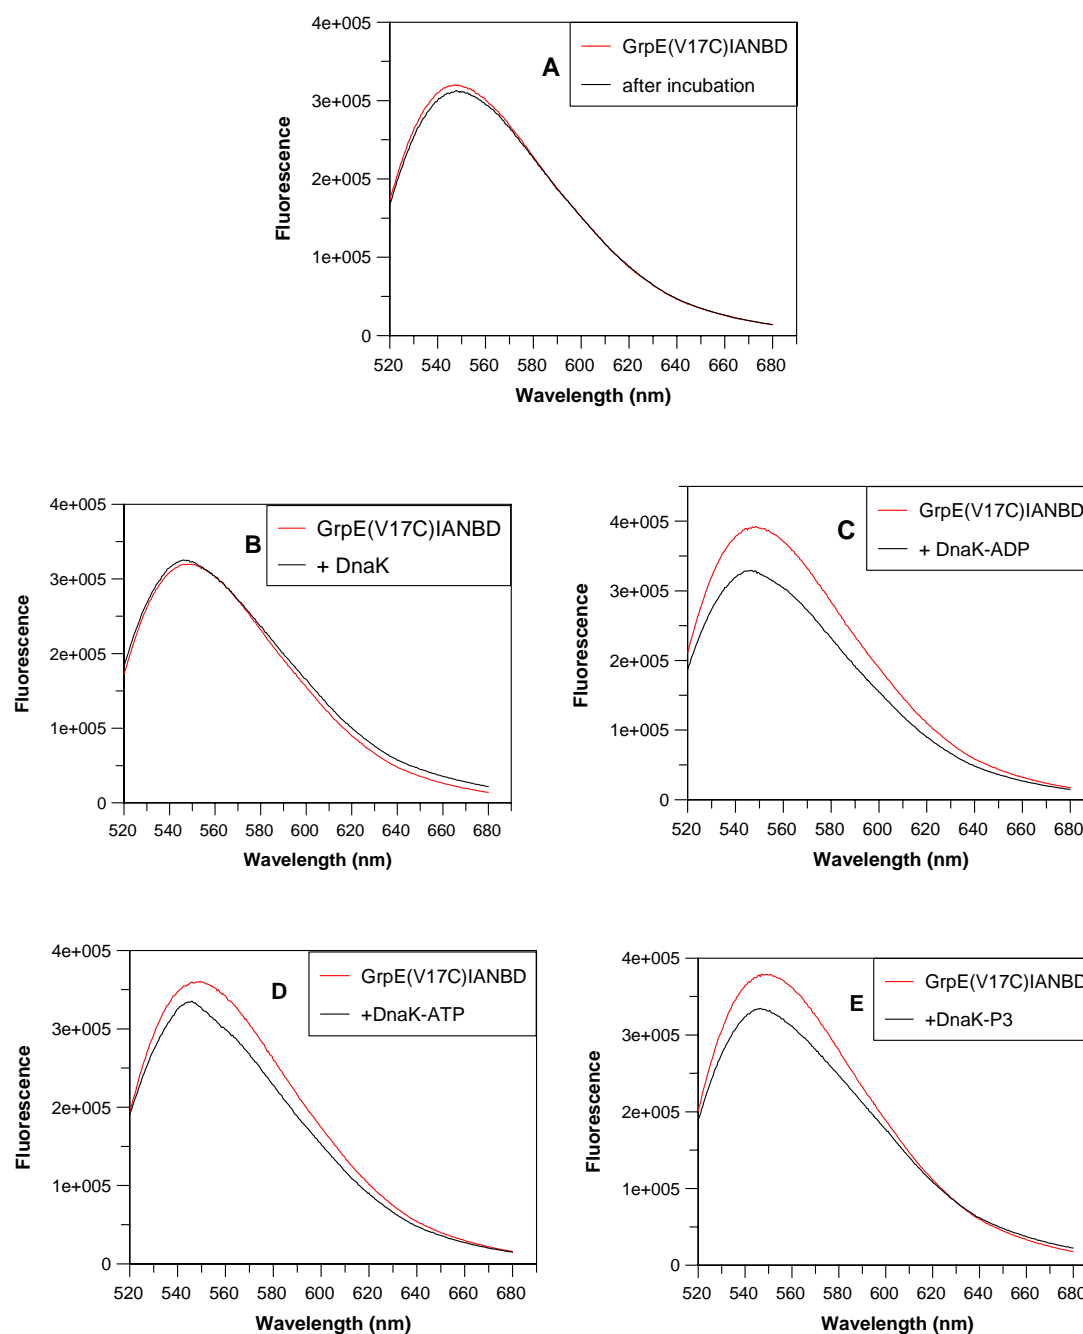 4e+005
3e+005
2e+005
1e+005
0
Fluorescence
A
GrpE(V17C)IANBD
after incubation
520 540 560 580 600 620 640 660 680
Wavelength (nm)
4e+005
3e+005
2e+005
1e+005
0
Fluorescence
B
GrpE(V17C)IANBD
+ DnaK
520 540 560 580 600 620 640 660 680
Wavelength (nm)
4e+005
3e+005
2e+005
1e+005
0
Fluorescence
C
GrpE(V17C)IANBD
+ DnaK-ADP
520 540 560 580 600 620 640 660 680
Wavelength (nm)
4e+005
3e+005
2e+005
1e+005
0
Fluorescence
D
GrpE(V17C)IANBD
+DnaK-ATP
520 540 560 580 600 620 640 660 680
Wavelength (nm)
4e+005
3e+005
2e+005
1e+005
0
Fluorescence
E
GrpE(V17C)IANBD
+DnaK-P3
520 540 560 580 600 620 640 660 680
Wavelength (nm)